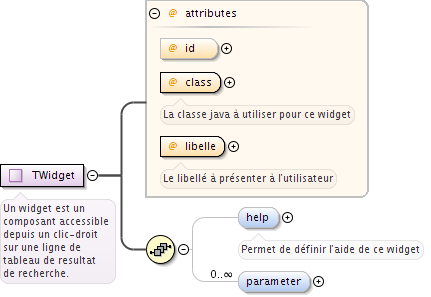 attributes
id
class
La classe java à utiliser pour ce widget
libelle
Le libellé à présenter à l'utilisateur
TWidget
Un widget est un
composant accessible
depuis un clic-droit
sur une ligne de
tableau de resultat
de recherche.
help
Permet de définir l'aide de ce widget
0..∞
parameter